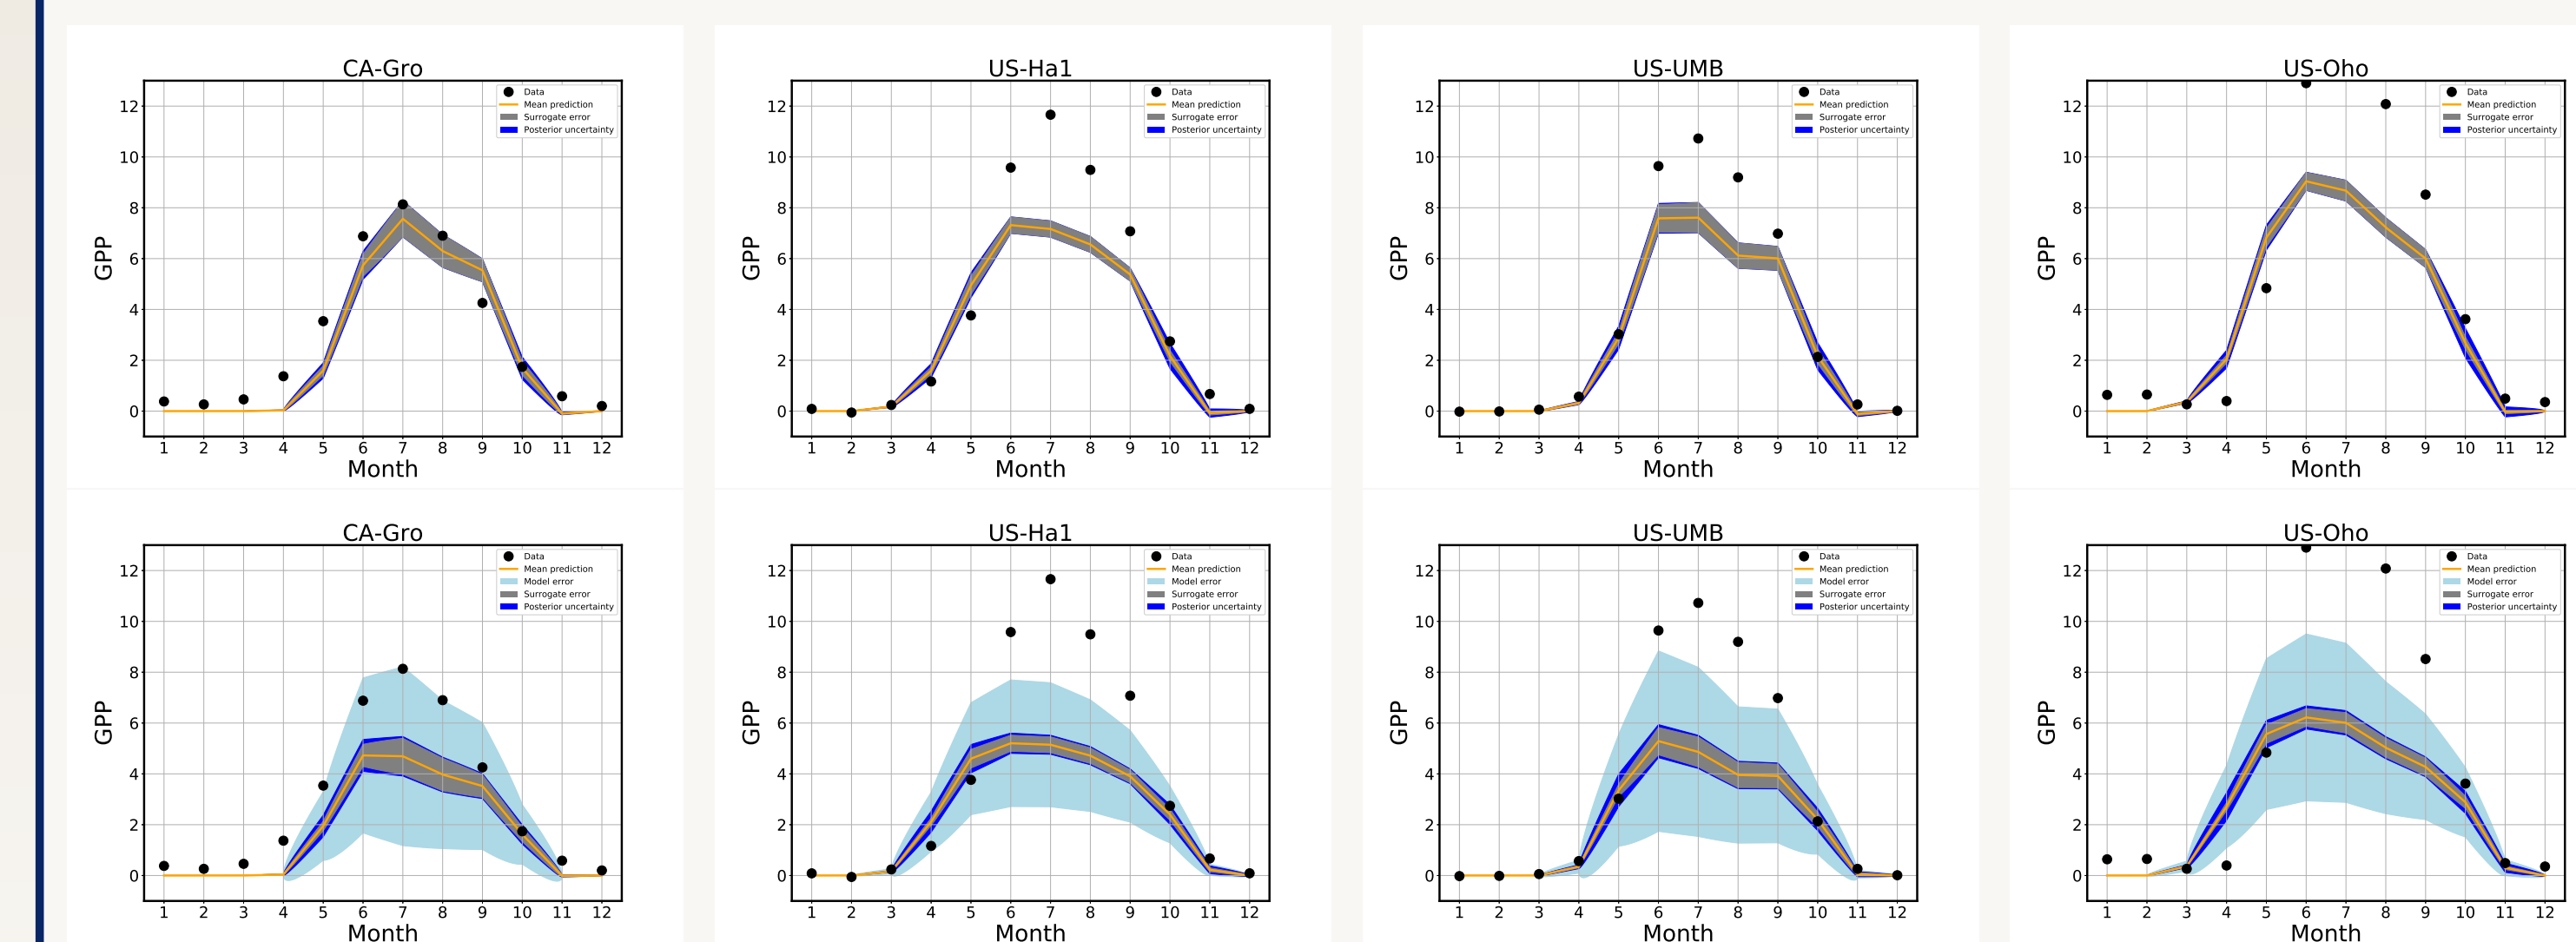 CA-Gro
Data
Mean prediction
Surrogate error
Posterior uncertainty
12
10
8
6
4
2
0
GPP
1 2 3 4 5 6 7 8 9 10 11 12
Month
US-Ha1
Data
Mean prediction
Surrogate error
Posterior uncertainty
12
10
8
6
4
2
0
GPP
1 2 3 4 5 6 7 8 9 10 11 12
Month
US-UMB
Data
Mean prediction
Surrogate error
Posterior uncertainty
12
10
8
6
4
2
0
GPP
1 2 3 4 5 6 7 8 9 10 11 12
Month
US-Oho
Data
Mean prediction
Surrogate error
Posterior uncertainty
12
10
8
6
4
2
0
GPP
1 2 3 4 5 6 7 8 9 10 11 12
Month
CA-Gro
Data
Mean prediction
Model error
Surrogate error
Posterior uncertainty
12
10
8
6
4
2
0
GPP
1 2 3 4 5 6 7 8 9 10 11 12
Month
US-Ha1
Data
Mean prediction
Model error
Surrogate error
Posterior uncertainty
12
10
8
6
4
2
0
GPP
1 2 3 4 5 6 7 8 9 10 11 12
Month
US-UMB
Data
Mean prediction
Model error
Surrogate error
Posterior uncertainty
12
10
8
6
4
2
0
GPP
1 2 3 4 5 6 7 8 9 10 11 12
Month
US-Oho
Data
Mean prediction
Model error
Surrogate error
Posterior uncertainty
12
10
8
6
4
2
0
GPP
1 2 3 4 5 6 7 8 9 10 11 12
Month